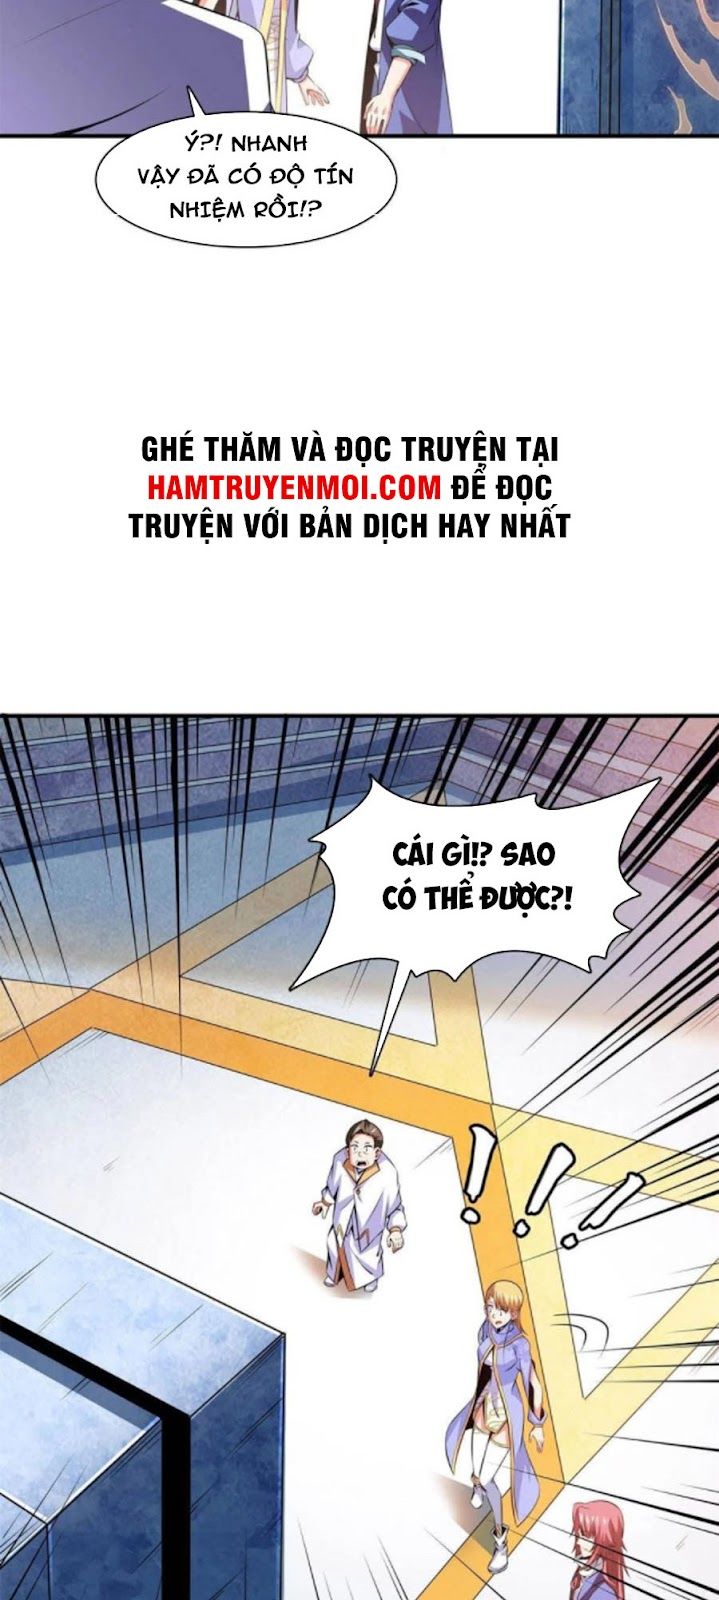 Ý?! NHANH
VẬY ĐÃ CÓ ĐỘ TÍN
NHIỆM RỒI!?
GHÉ THĂM VÀ ĐỌC TRUYỆN TẠI
HAMTRUYENMOI.COM ĐỂ ĐỌC
TRUYỆN VỚI BẢN DỊCH HAY NHẤT
CÁI GÌ!? SAO
CÓ THỂ ĐƯỢC?!
!!!